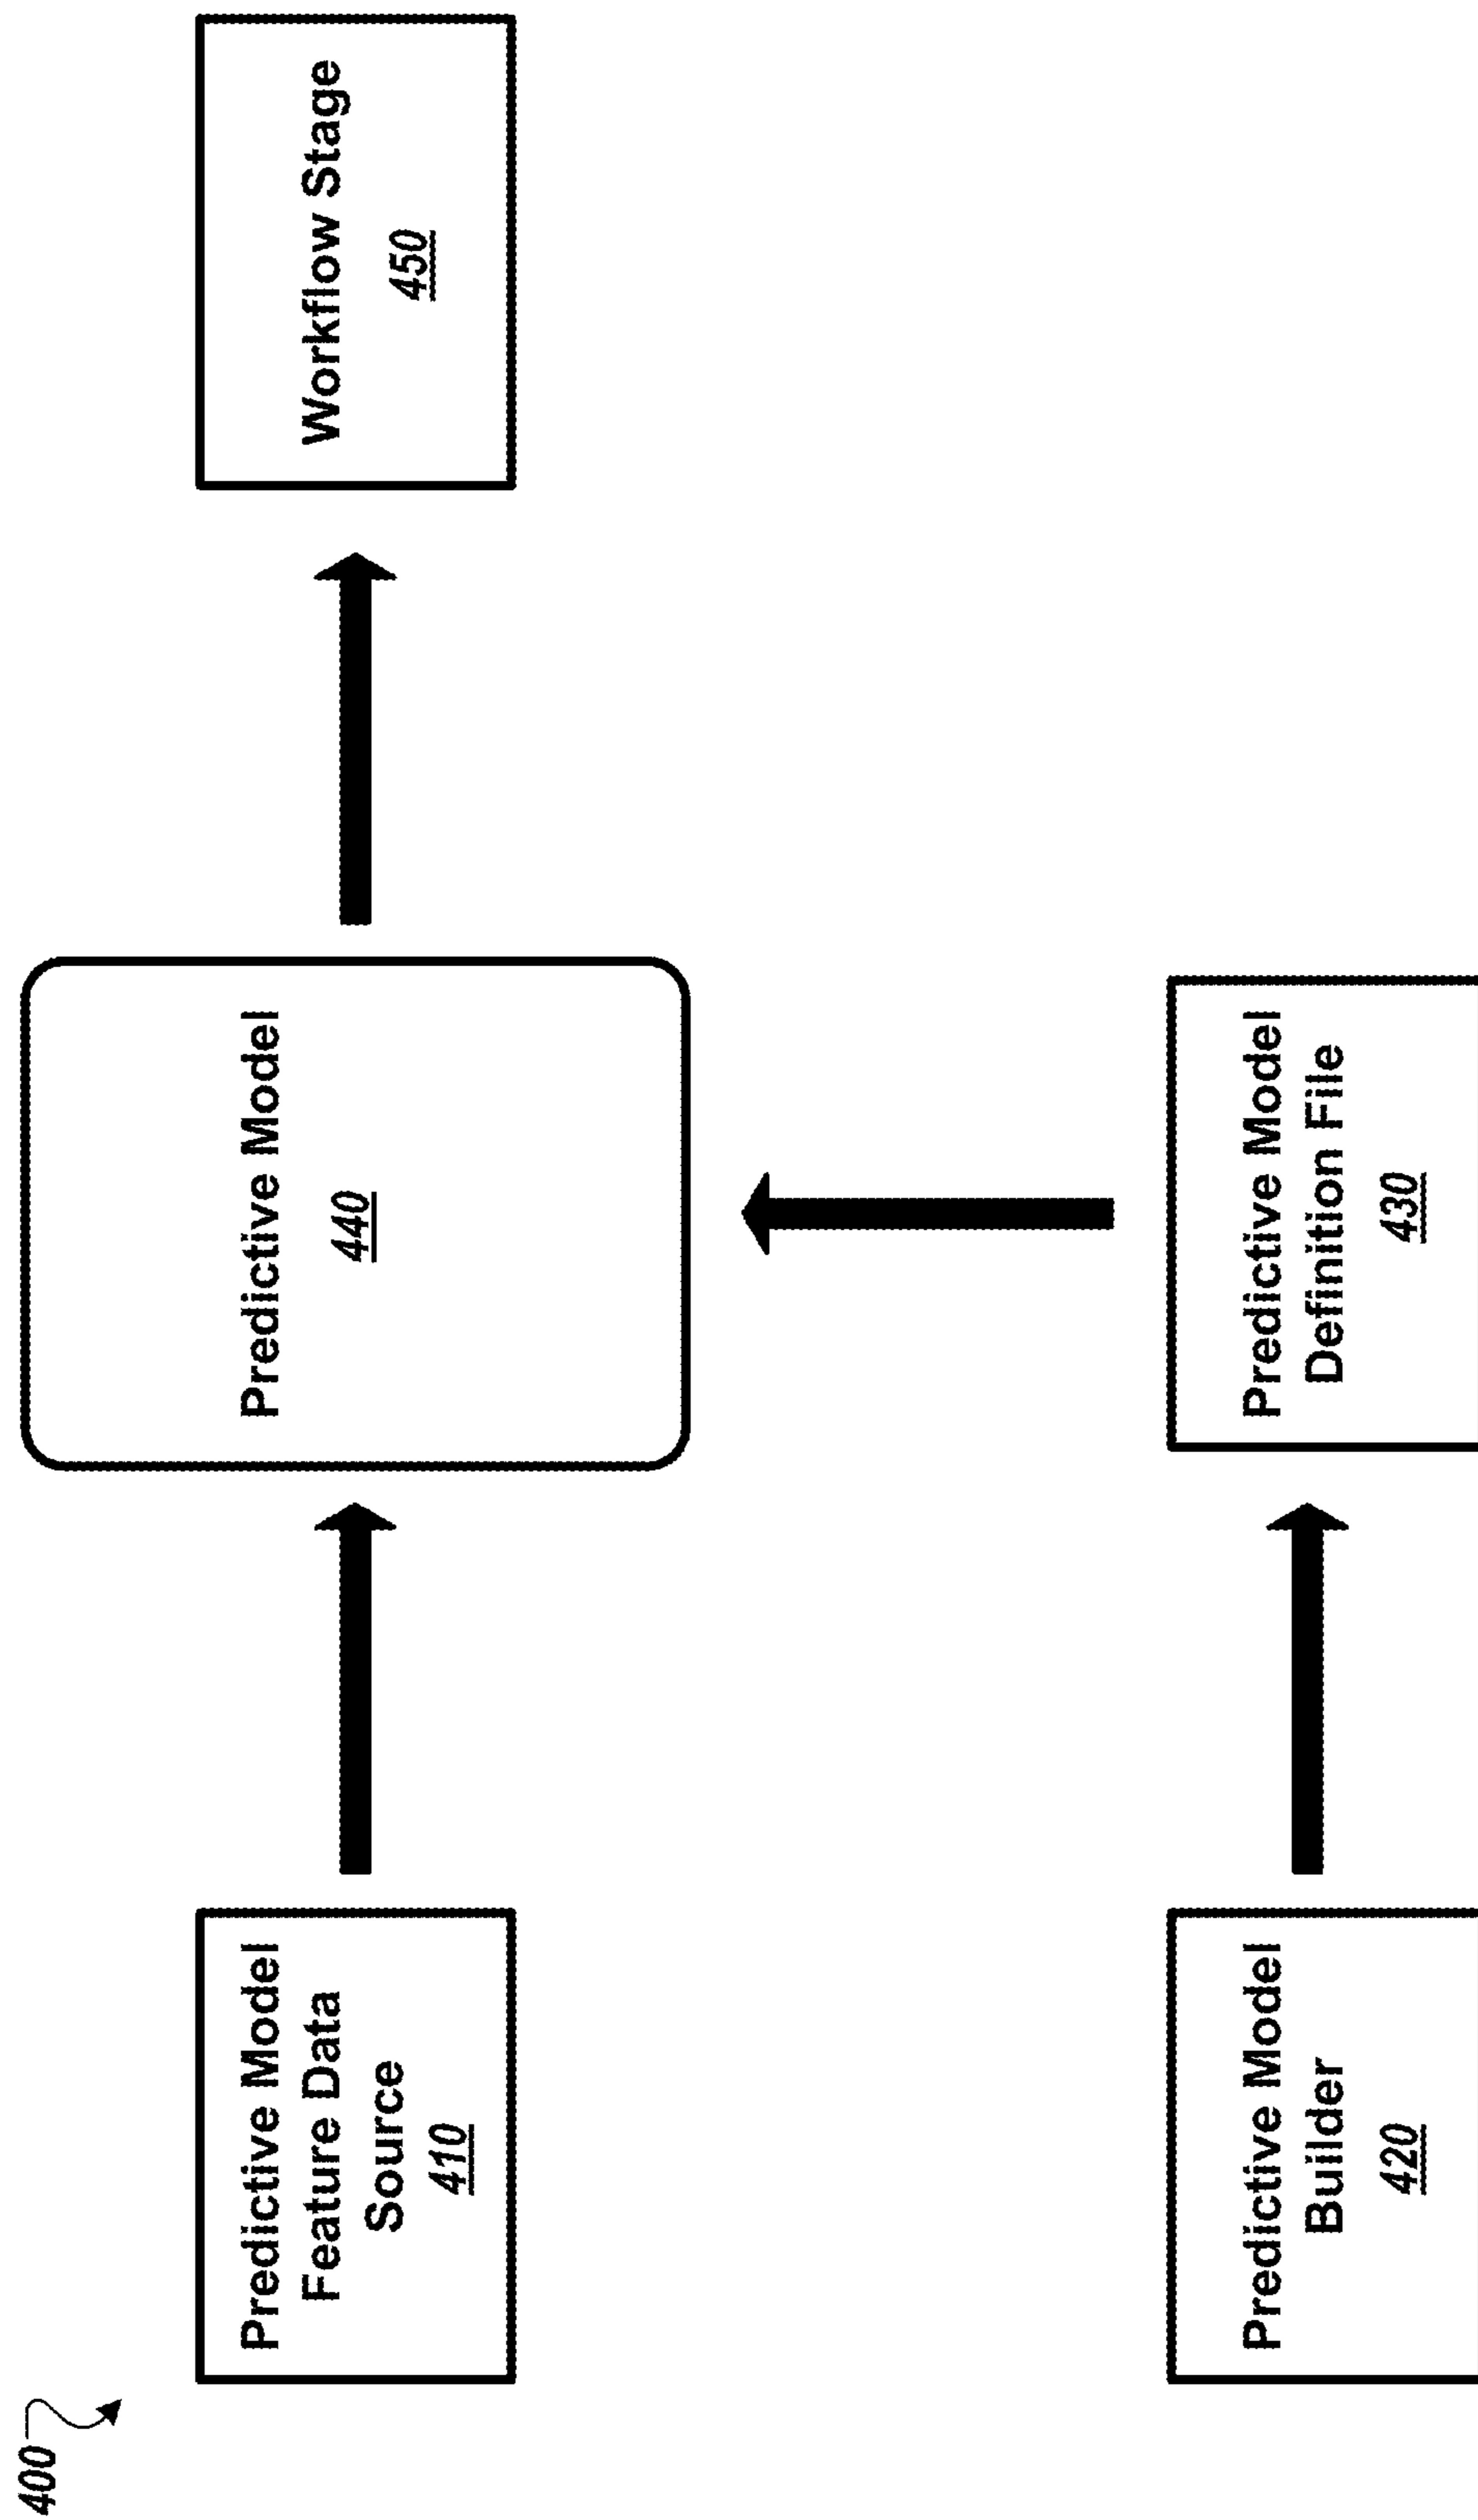 400
Predictive Model
Feature Data
Source
410
Predictive Model
440
Workflow Stage
450
Predictive Model
Builder
420
Predictive Model
Definition File
430